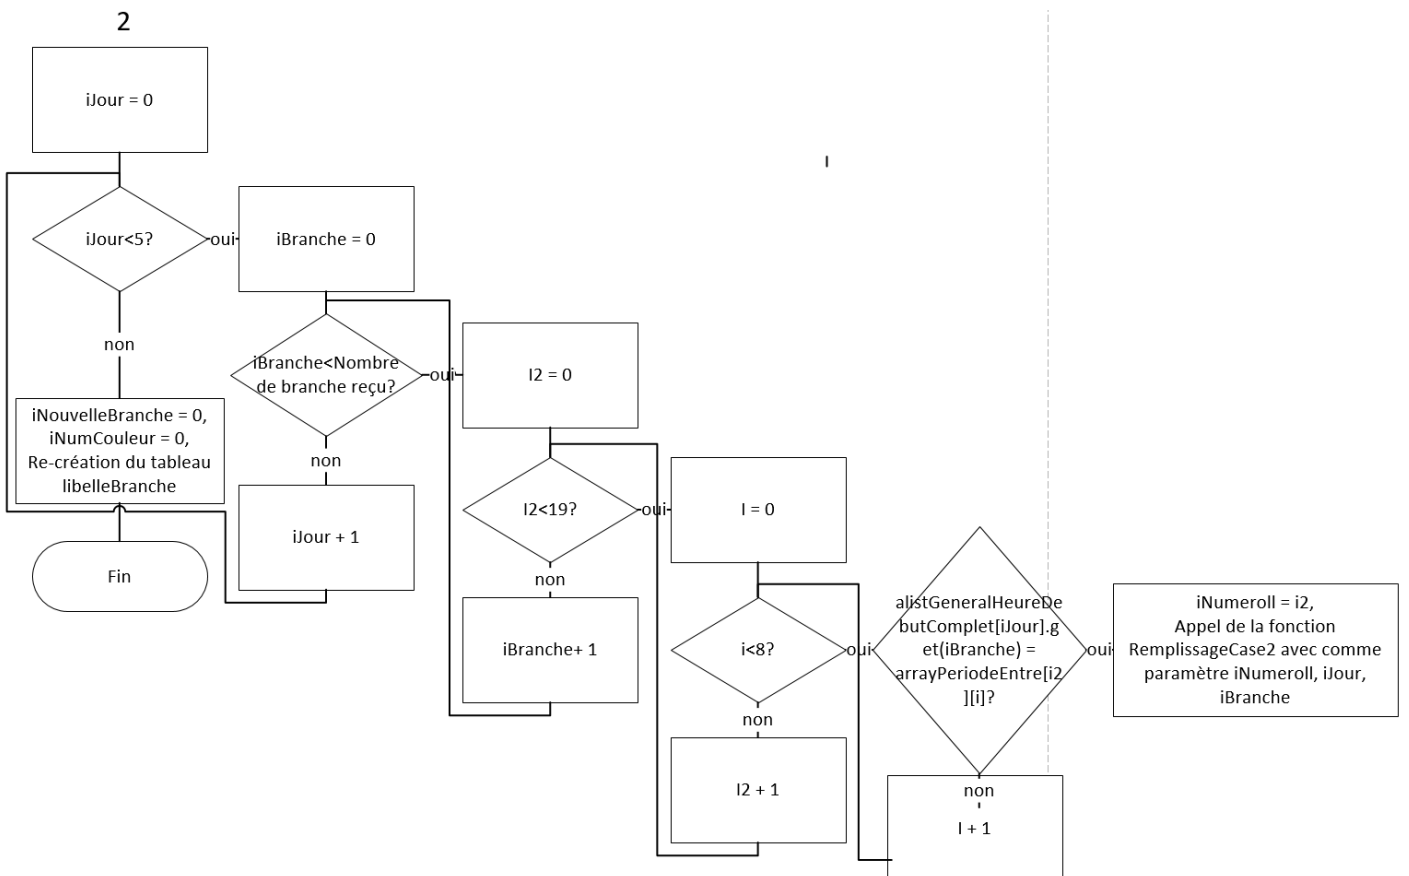 2
iJour = 0
iJour<5?
oui
iBranche = 0
non
iBranche<Nombre
de branche reçu?
oui
I2 = 0
iNouvelleBranche = 0,
iNumCouleur = 0,
Re-création du tableau
libelleBranche
non
iJour + 1
Fin
I2<19?
oui
I = 0
non
iBranche+ 1
i<8?
oui
alistGeneralHeureDe
butComplet[iJour].g
et(iBranche) =
arrayPeriodeEntre[i2
][i]?
oui
iNumeroll = i2,
Appel de la fonction
RemplissageCase2 avec comme
paramètre iNumeroll, iJour,
iBranche
non
I2 + 1
non
I + 1